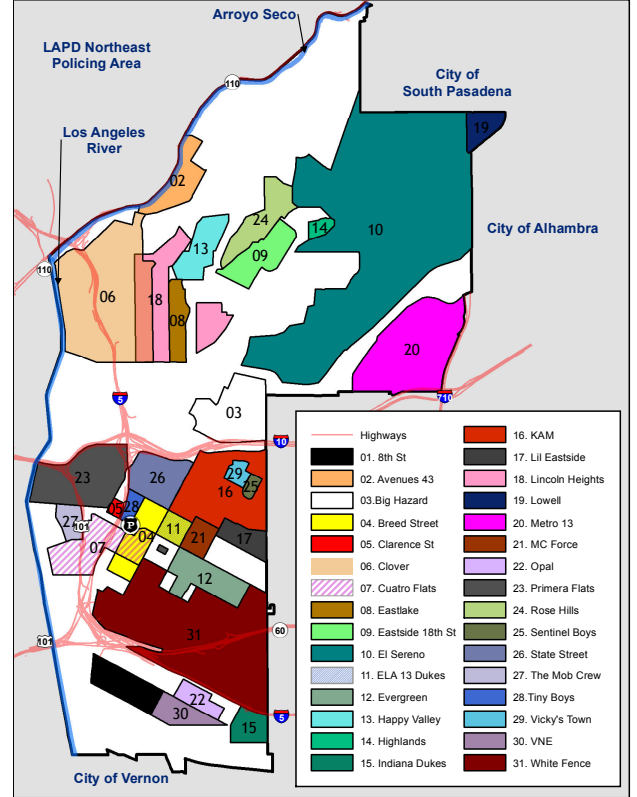 Arroyo Seco
LAPD Northeast
Policing Area
110
City of
South Pasadena
Los Angeles
River
19
02
24
14
13
10
City of Alhambra
09
110
06
18
08
20
5
710
03
10
23
26
29
16
25
05
28
27
101
P
04
11
21
17
07
12
31
60
101
22
30
15
5
City of Vernon
Highways
01. 8th St
02. Avenues 43
03.Big Hazard
04. Breed Street
05. Clarence St
06. Clover
07. Cuatro Flats
08. Eastlake
09. Eastside 18th St
10. El Sereno
11. ELA 13 Dukes
12. Evergreen
13. Happy Valley
14. Highlands
15. Indiana Dukes
16. KAM
17. Lil Eastside
18. Lincoln Heights
19. Lowell
20. Metro 13
21. MC Force
22. Opal
23. Primera Flats
24. Rose Hills
25. Sentinel Boys
26. State Street
27. The Mob Crew
28.Tiny Boys
29. Vicky's Town
30. VNE
31. White Fence